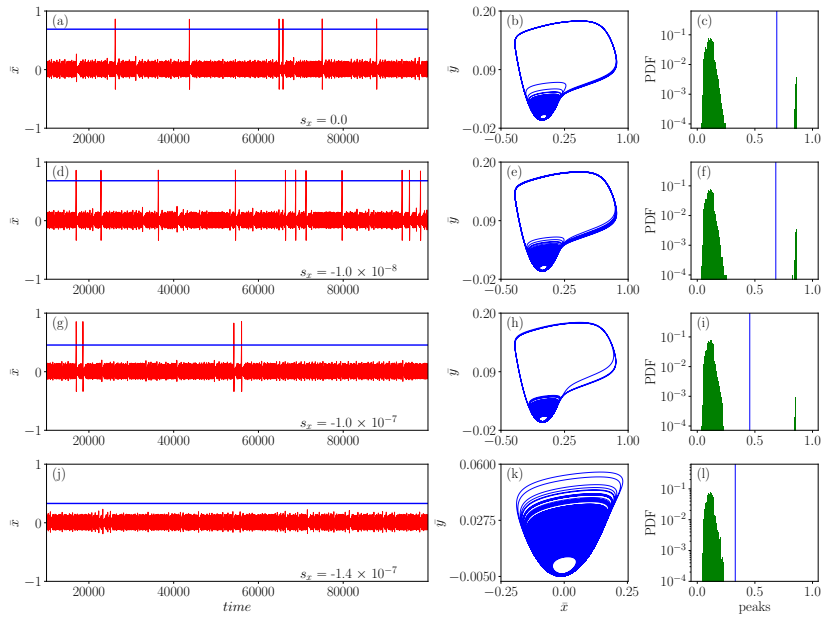 (a)
1
0
−1
x̄
20000
40000
60000
80000
s_x = 0.0
(b)
0.20
0.09
−0.02
ȳ
−0.50
0.25
1.00
(c)
PDF
10⁻¹
10⁻²
10⁻³
10⁻⁴
0.0
0.5
1.0
(d)
1
0
−1
x̄
20000
40000
60000
80000
s_x = -1.0 × 10⁻⁸
(e)
0.20
0.09
−0.02
ȳ
−0.50
0.25
1.00
(f)
PDF
10⁻¹
10⁻²
10⁻³
10⁻⁴
0.0
0.5
1.0
(g)
1
0
−1
x̄
20000
40000
60000
80000
s_x = -1.0 × 10⁻⁷
(h)
0.20
0.09
−0.02
ȳ
−0.50
0.25
1.00
(i)
PDF
10⁻¹
10⁻²
10⁻³
10⁻⁴
0.0
0.5
1.0
(j)
1
0
−1
x̄
20000
40000
60000
80000
s_x = -1.4 × 10⁻⁷
time
(k)
0.0600
0.0275
−0.0050
ȳ
−0.50
0.25
x̄
−0.25
0.00
0.25
(l)
PDF
10⁻¹
10⁻²
10⁻³
10⁻⁴
0.0
0.5
1.0
peaks